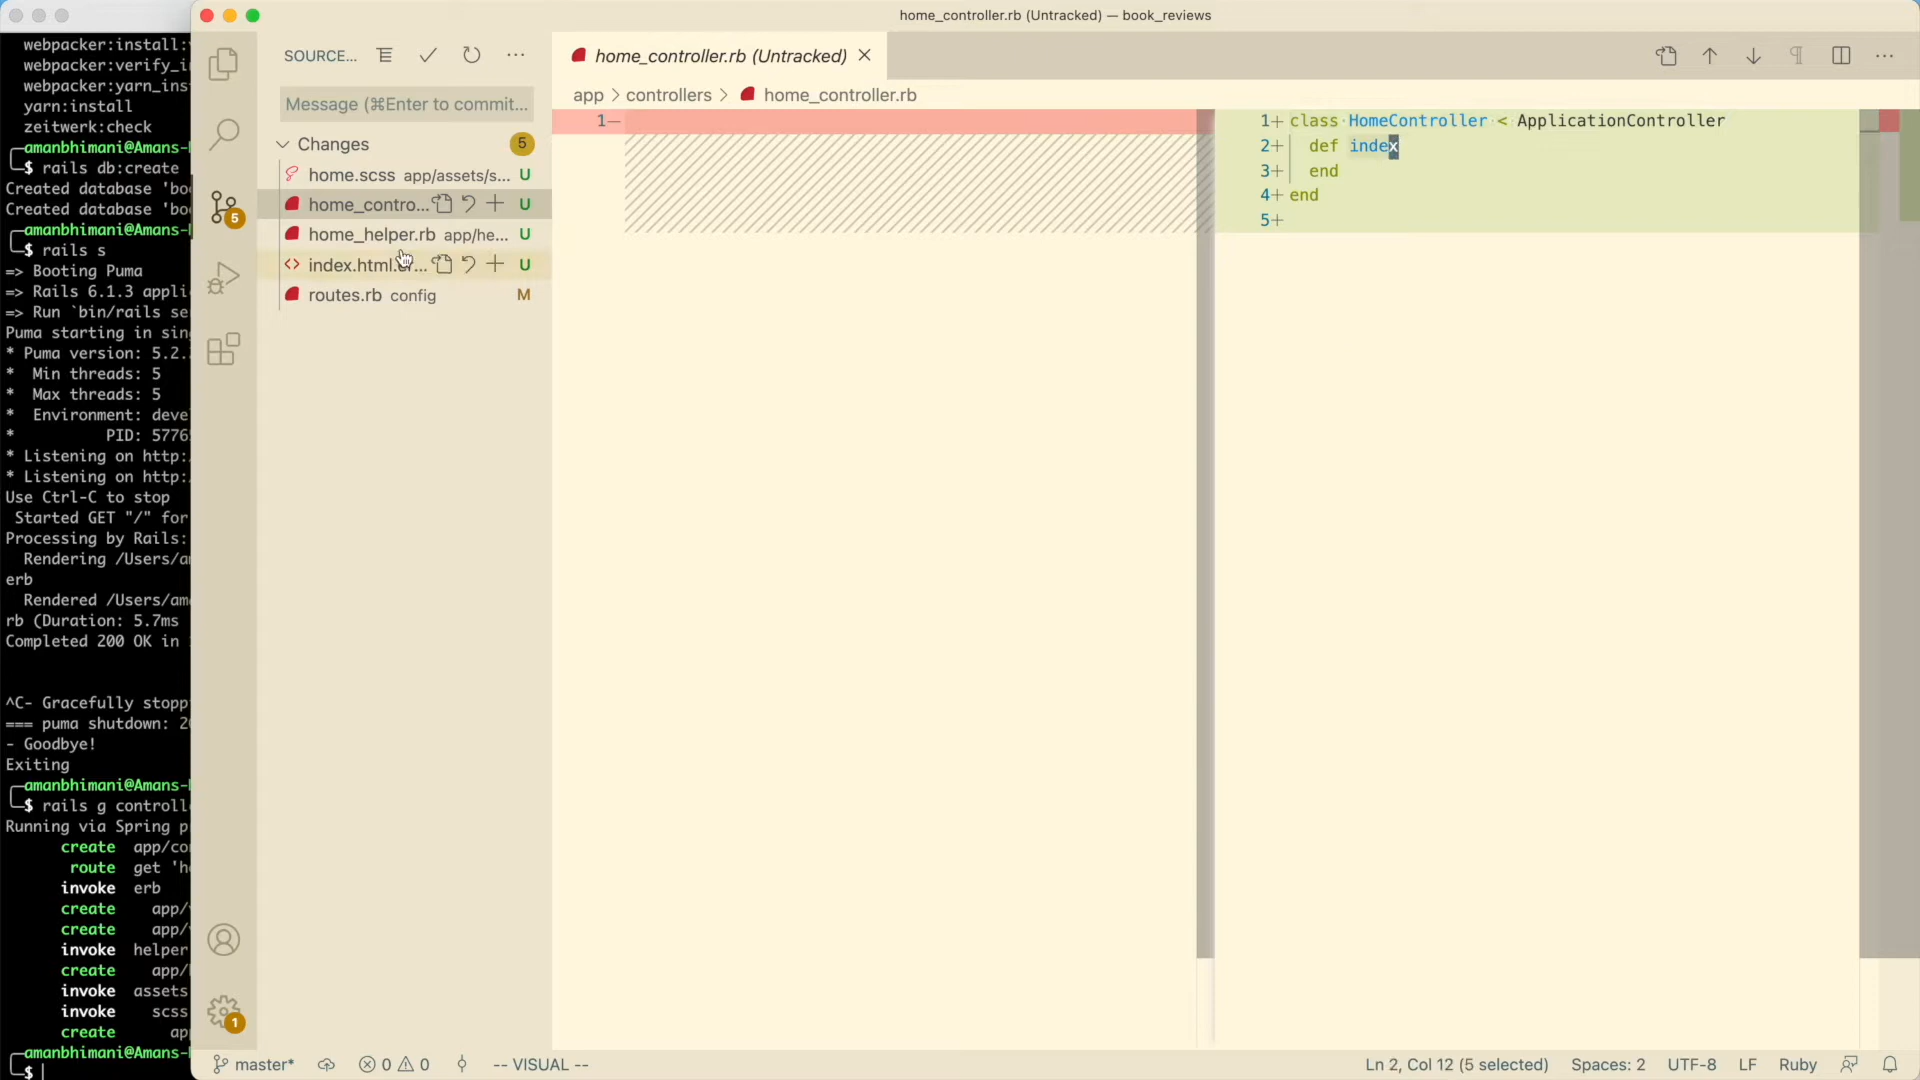 home_controller.rb (Untracked) — book_reviews
webpacker:install:
webpacker:verify_i
webpacker:yarn_ins
yarn:install
zeitwerk:check
amanbhimani@Amans-
$ rails db:create
Created database 'bo
Created database 'bo
amanbhimani@Amans-
$ rails s
=> Booting Puma
=> Rails 6.1.3 appli
=> Run `bin/rails se
Puma starting in sin
* Puma version: 5.2.
* Min threads: 5
* Max threads: 5
* Environment: deve
* PID: 5776
* Listening on http:
* Listening on http:
Use Ctrl-C to stop
Started GET "/" for
Processing by Rails:
Rendering /Users/a
erb
Rendered /Users/am
rb (Duration: 5.7ms
Completed 200 OK in
^C- Gracefully stopp
=== puma shutdown: 2
- Goodbye!
Exiting
amanbhimani@Amans-
$ rails g controll
Running via Spring p
create app/co
route get 'h
invoke erb
create app/
create app/
invoke helper
create app/
invoke assets
invoke scss
create ap
amanbhimani@Amans-
$
SOURCE...
Message (⌘Enter to commit...
Changes 5
home.scss app/assets/s... U
home_contro... U
home_helper.rb app/he... U
index.html.er... U
routes.rb config M
5
1
home_controller.rb (Untracked)
app > controllers > home_controller.rb
1—
1+ class HomeController < ApplicationController
2+ def index
3+ end
4+ end
5+
master* 0 0 -- VISUAL -- Ln 2, Col 12 (5 selected) Spaces: 2 UTF-8 LF Ruby